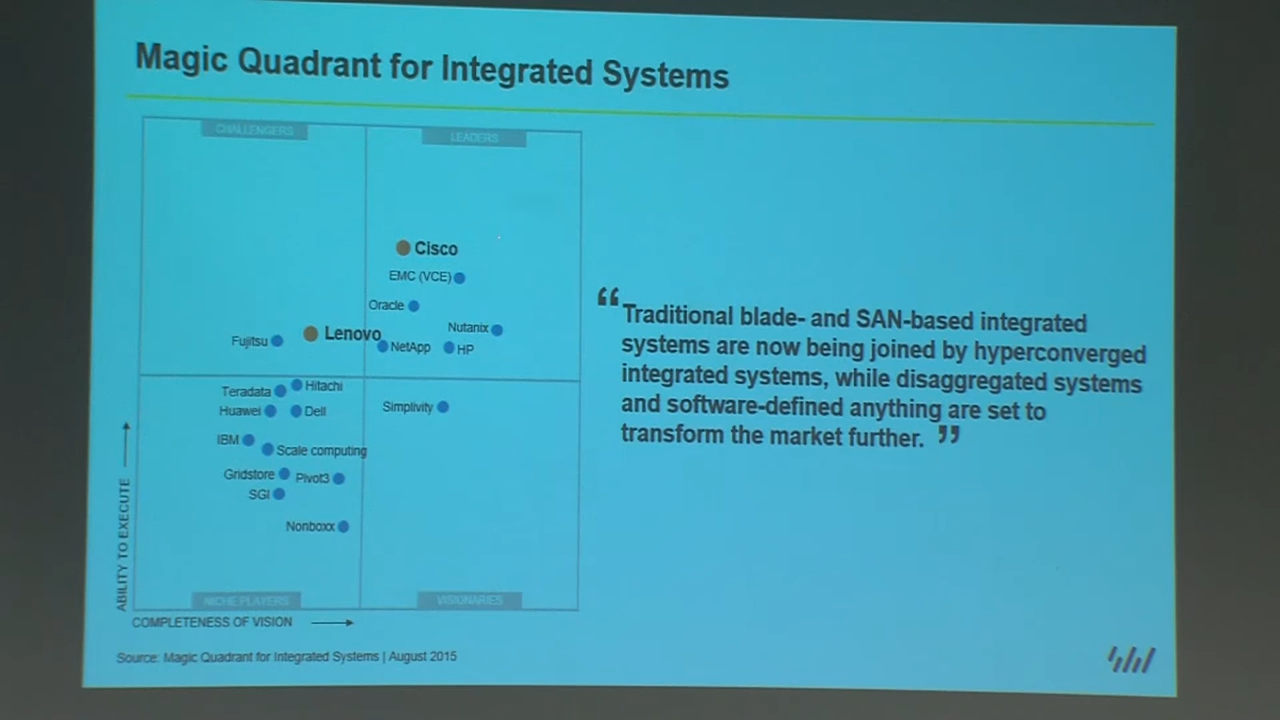 Magic Quadrant for Integrated Systems
CHALLENGERS
LEADERS
Cisco
EMC (VCE)
Oracle
Nutanix
Lenovo
Fujitsu
NetApp
HP
Hitachi
Teradata
Huawei
Dell
Simplivity
IBM
Scale computing
Gridstore
Pivot3
SGI
Nonboxx
NICHE PLAYERS
VISIONARIES
ABILITY TO EXECUTE
COMPLETENESS OF VISION
“Traditional blade- and SAN-based integrated
systems are now being joined by hyperconverged
integrated systems, while disaggregated systems
and software-defined anything are set to
transform the market further. ”
Source: Magic Quadrant for Integrated Systems | August 2015